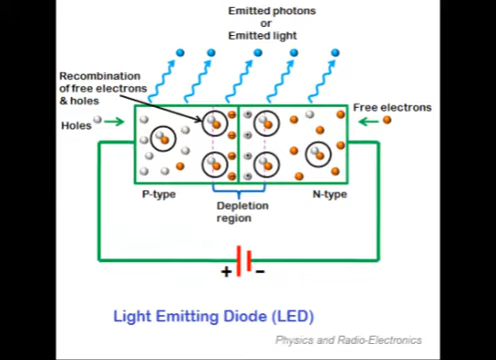 Emitted photons
or
Emitted light
Recombination
of free electrons
& holes
Holes
Free electrons
P-type
N-type
Depletion
region
+
−
Light Emitting Diode (LED)
Physics and Radio-Electronics